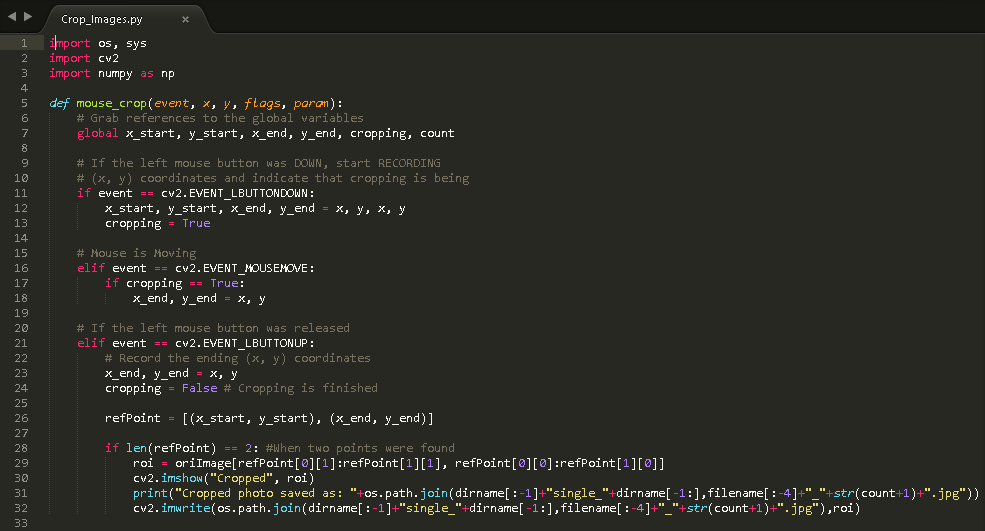 Crop_Images.py
1 import os, sys
2 import cv2
3 import numpy as np
4
5 def mouse_crop(event, x, y, flags, param):
6     # Grab references to the global variables
7     global x_start, y_start, x_end, y_end, cropping, count
8
9     # If the left mouse button was DOWN, start RECORDING
10     # (x, y) coordinates and indicate that cropping is being
11     if event == cv2.EVENT_LBUTTONDOWN:
12         x_start, y_start, x_end, y_end = x, y, x, y
13         cropping = True
14
15     # Mouse is Moving
16     elif event == cv2.EVENT_MOUSEMOVE:
17         if cropping == True:
18             x_end, y_end = x, y
19
20     # If the left mouse button was released
21     elif event == cv2.EVENT_LBUTTONUP:
22         # Record the ending (x, y) coordinates
23         x_end, y_end = x, y
24         cropping = False # Cropping is finished
25
26         refPoint = [(x_start, y_start), (x_end, y_end)]
27
28         if len(refPoint) == 2: #When two points were found
29             roi = oriImage[refPoint[0][1]:refPoint[1][1], refPoint[0][0]:refPoint[1][0]]
30             cv2.imshow("Cropped", roi)
31             print("Cropped photo saved as: "+os.path.join(dirname[:-1]+"single_"+dirname[-1:],filename[:-4]+"_"+str(count+1)+".jpg"))
32             cv2.imwrite(os.path.join(dirname[:-1]+"single_"+dirname[-1:],filename[:-4]+"_"+str(count+1)+".jpg"),roi)
33